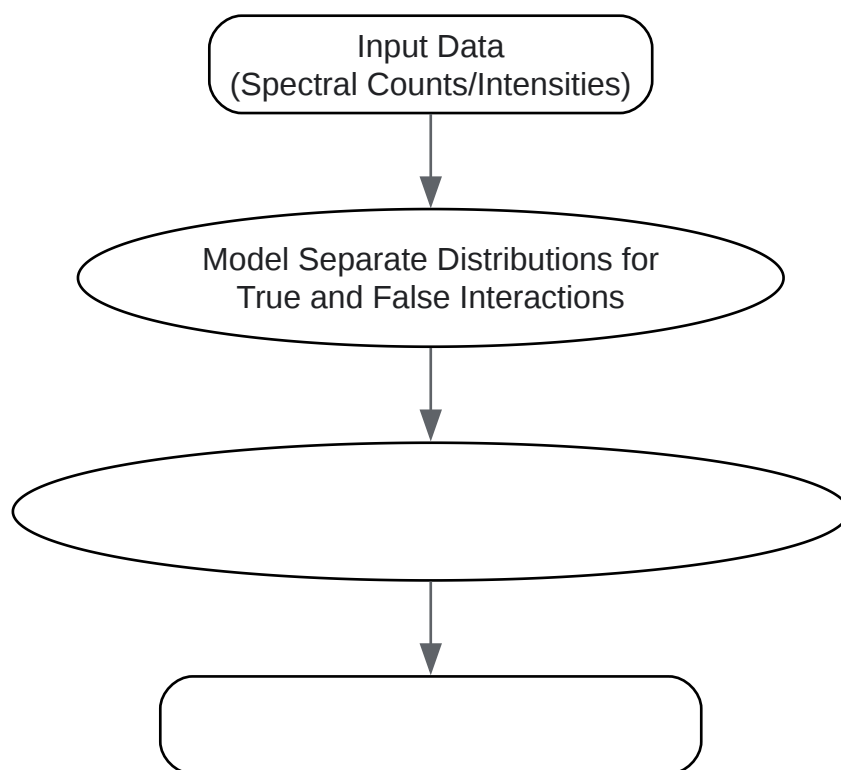 Input Data
(Spectral Counts/Intensities)
Model Separate Distributions for
True and False Interactions